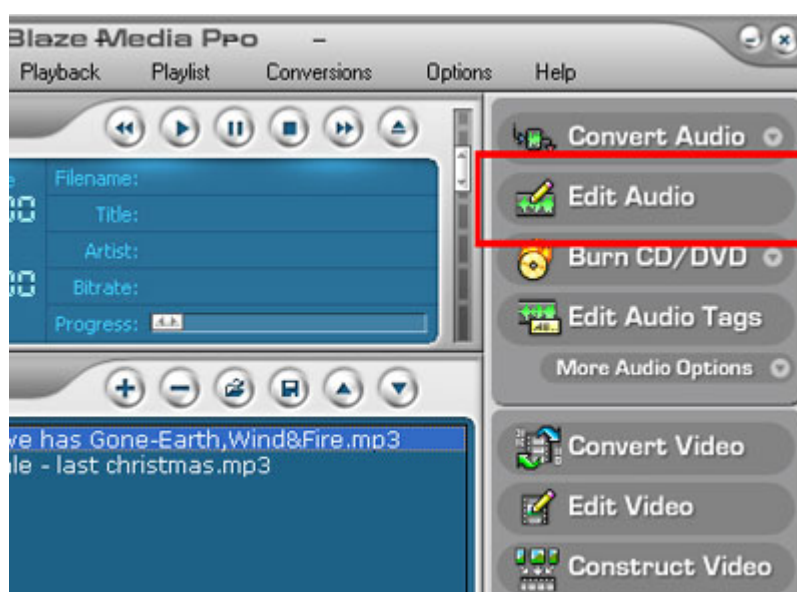 Blaze Media Pro -
Playback Playlist Conversions Options Help
Convert Audio
Edit Audio
Burn CD/DVD
Edit Audio Tags
More Audio Options
Filename:
Title:
Artist:
Bitrate:
Progress:
ve has Gone-Earth,Wind&Fire.mp3
le - last christmas.mp3
Convert Video
Edit Video
Construct Video